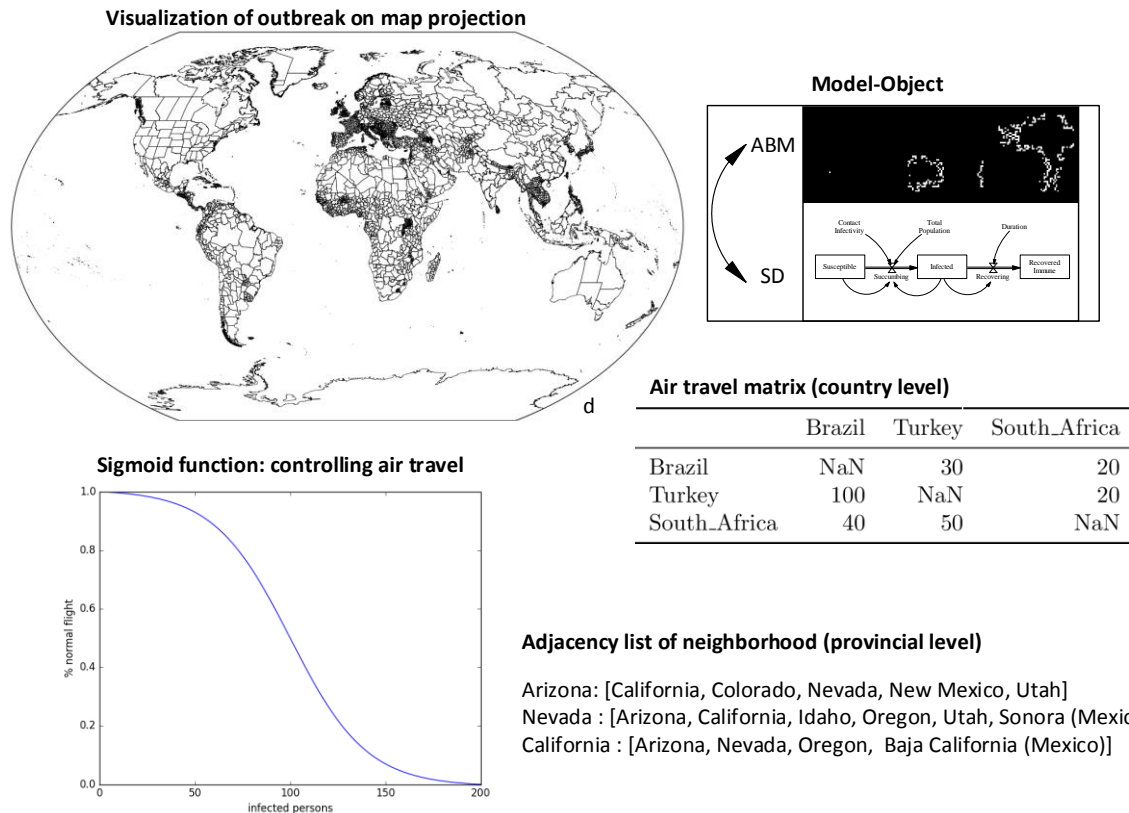 Visualization of outbreak on map projection
d
Model-Object
ABM
SD
Contact
Infectivity
Total
Population
Duration
Susceptible
Succumbing
Infected
Recovering
Recovered
Immune
Air travel matrix (country level)
Brazil Turkey South_Africa
Brazil NaN 30 20
Turkey 100 NaN 20
South_Africa 40 50 NaN
Sigmoid function: controlling air travel
% normal flight
1.0
0.8
0.6
0.4
0.2
0.0
0 50 100 150 200
infected persons
Adjacency list of neighborhood (provincial level)
Arizona: [California, Colorado, Nevada, New Mexico, Utah]
Nevada : [Arizona, California, Idaho, Oregon, Utah, Sonora (Mexic
California : [Arizona, Nevada, Oregon, Baja California (Mexico)]